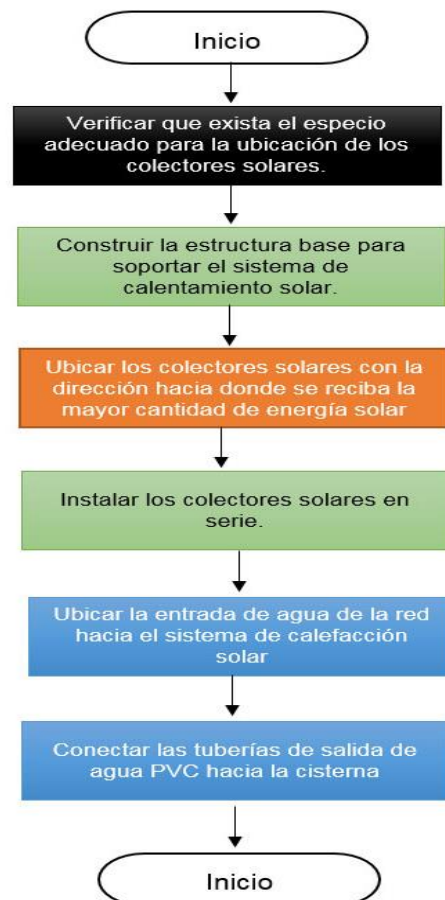 Inicio
Verificar que exista el especio
adecuado para la ubicación de los
colectores solares.
Construir la estructura base para
soportar el sistema de
calentamiento solar.
Ubicar los colectores solares con la
dirección hacia donde se reciba la
mayor cantidad de energía solar
Instalar los colectores solares en
serie.
Ubicar la entrada de agua de la red
hacia el sistema de calefacción
solar
Conectar las tuberías de salida de
agua PVC hacia la cisterna
Inicio